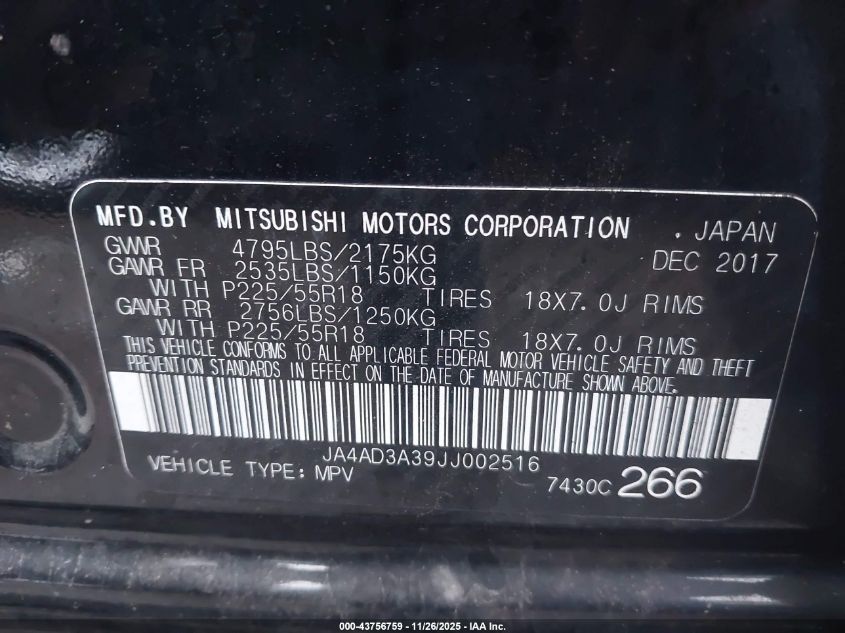 MFD.BY MITSUBISHI MOTORS CORPORATION . JAPAN
GVWR 4795LBS/2175KG DEC 2017
GAWR FR 2535LBS/1150KG
WITH P225/55R18 TIRES 18X7.0J RIMS
GAWR RR 2756LBS/1250KG
WITH P225/55R18 TIRES 18X7.0J RIMS
THIS VEHICLE CONFORMS TO ALL APPLICABLE FEDERAL MOTOR VEHICLE SAFETY AND THEFT
PREVENTION STANDARDS IN EFFECT ON THE DATE OF MANUFACTURE SHOWN ABOVE.
JA4AD3A39JJ002516
VEHICLE TYPE: MPV 7430C 266
000-43756759 - 11/26/2025 - IAA Inc.